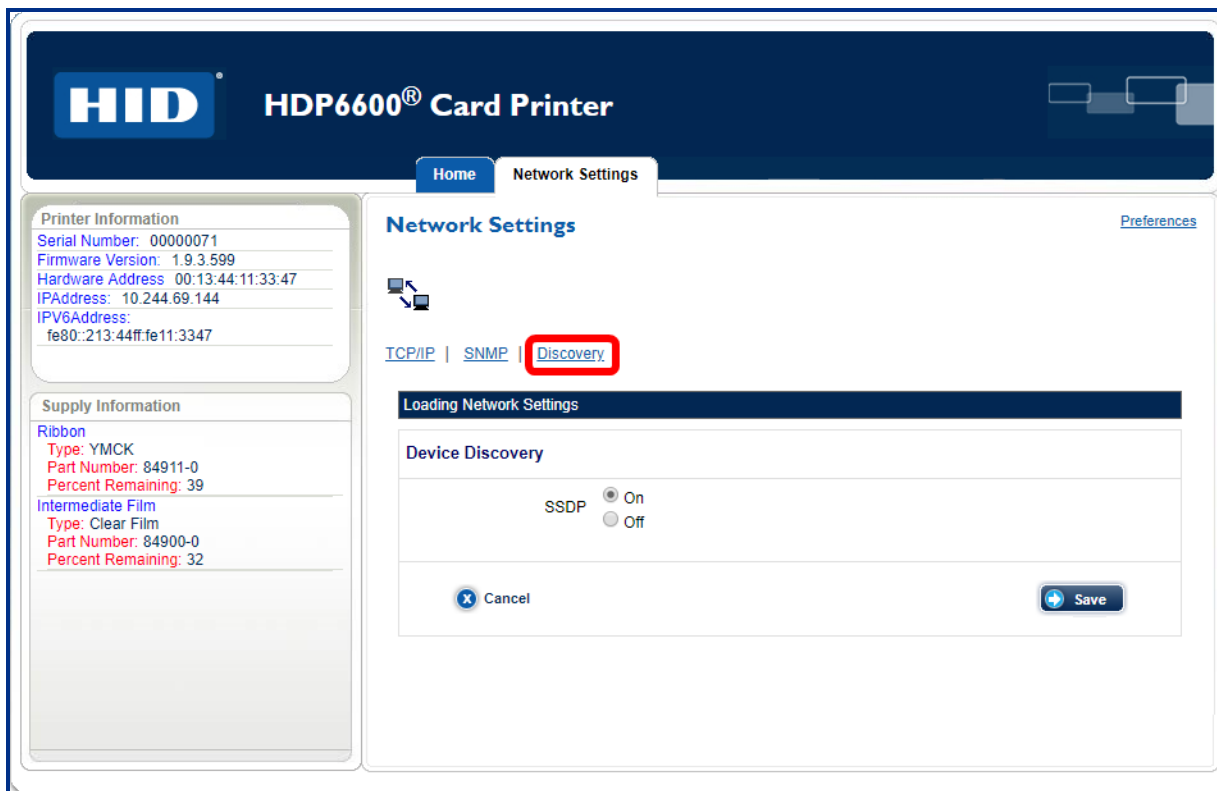 HID
HDP6600® Card Printer
Home
Network Settings
Printer Information
Serial Number: 00000071
Firmware Version: 1.9.3.599
Hardware Address 00:13:44:11:33:47
IPAddress: 10.244.69.144
IPV6Address:
fe80::213:44ff:fe11:3347
Supply Information
Ribbon
Type: YMCK
Part Number: 84911-0
Percent Remaining: 39
Intermediate Film
Type: Clear Film
Part Number: 84900-0
Percent Remaining: 32
Network Settings
Preferences
TCP/IP | SNMP | Discovery
Loading Network Settings
Device Discovery
SSDP
On
Off
Cancel
Save